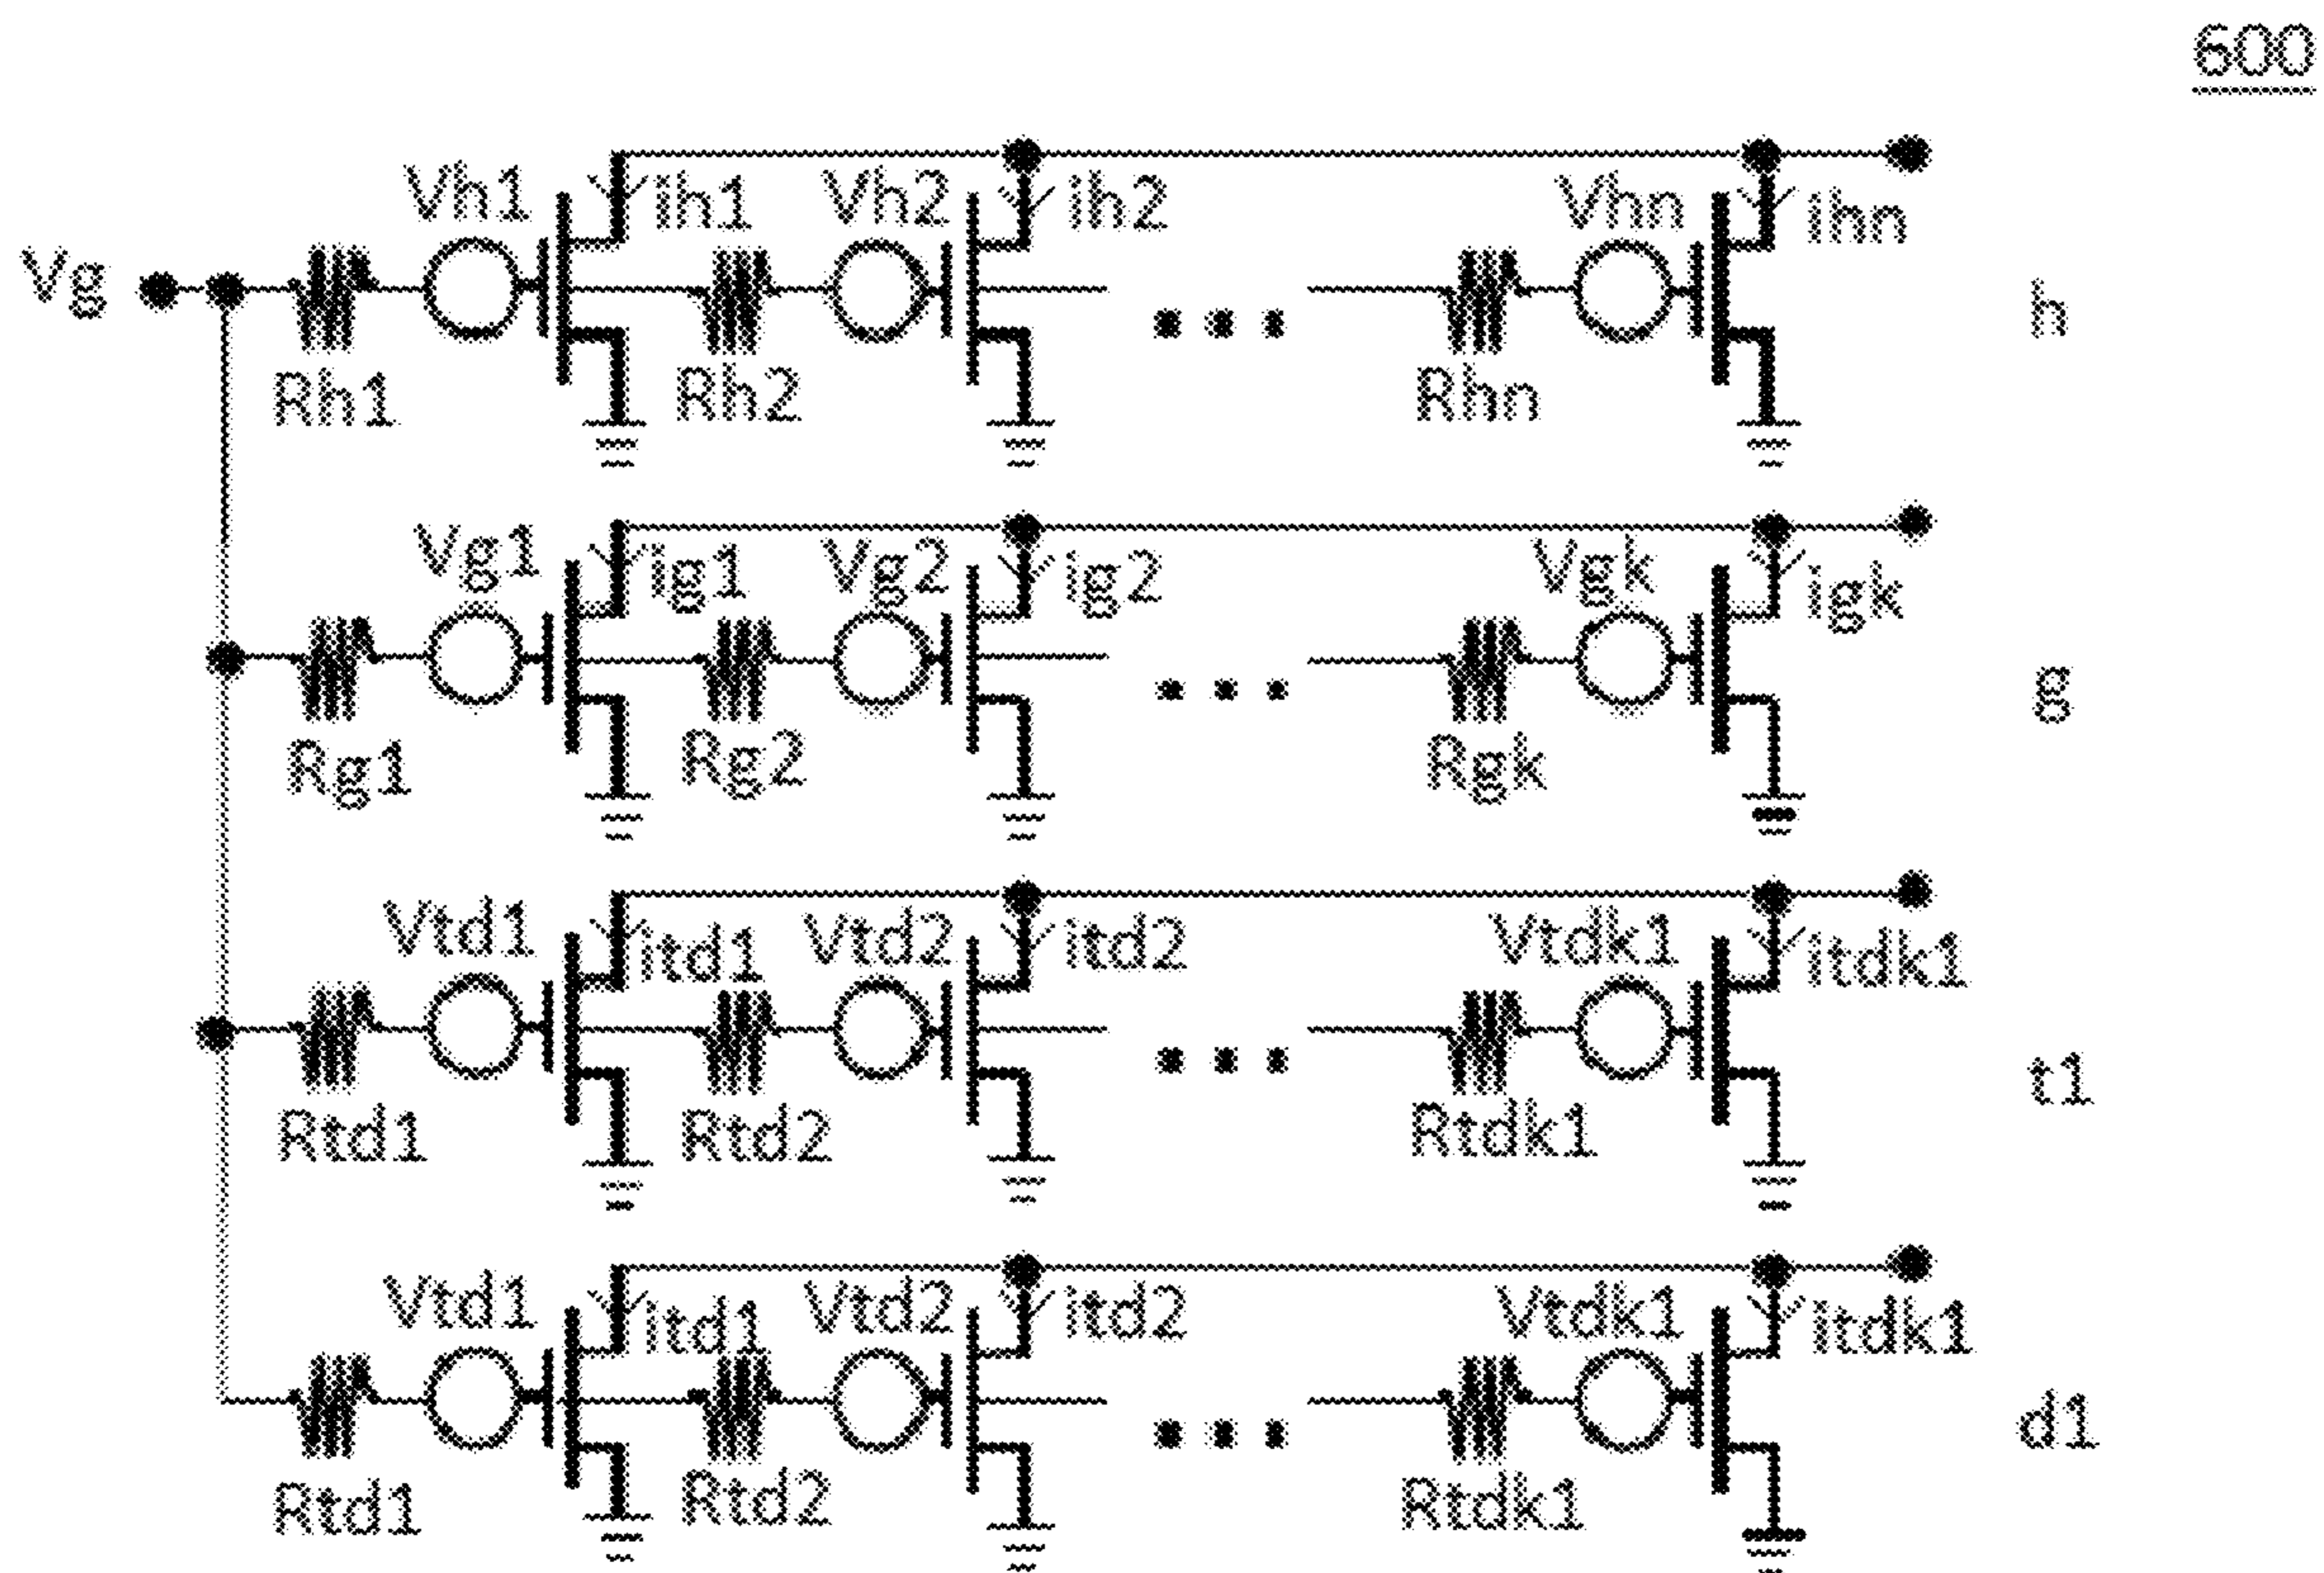 600
Vh1 ih1 Vh2 ih2 Vhn ihn
Vg
h
Rh1 Rh2 Rhn
Vg1 ig1 Vg2 ig2 Vgk igk
g
Rg1 Rg2 Rgk
Vtd1 itd1 Vtd2 itd2 Vtdk1 itdk1
t1
Rtd1 Rtd2 Rtdk1
Vtd1 itd1 Vtd2 itd2 Vtdk1 itdk1
d1
Rtd1 Rtd2 Rtdk1